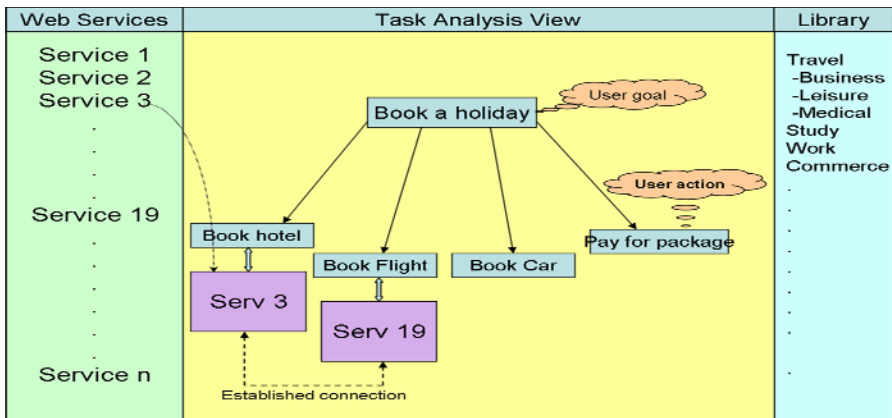 Web Services
Task Analysis View
Library
Service 1
Service 2
Service 3
.
.
.
.
Service 19
.
.
.
.
.
.
Service n
Book a holiday
User goal
User action
Book hotel
Book Flight
Book Car
Pay for package
Serv 3
Serv 19
Established connection
Travel
-Business
-Leisure
-Medical
Study
Work
Commerce
.
.
.
.
.
.
.
.
.